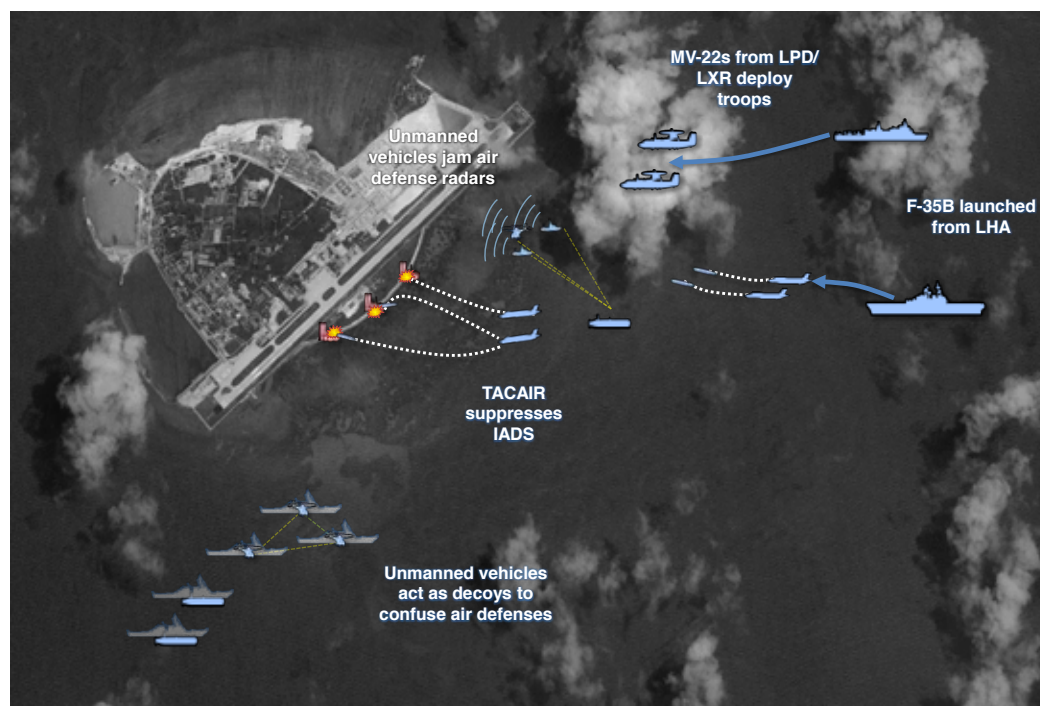 MV-22s from LPD/
LXR deploy
troops
Unmanned
vehicles jam air
defense radars
F-35B launched
from LHA
TACAIR
suppresses
IADS
Unmanned vehicles
act as decoys to
confuse air defenses